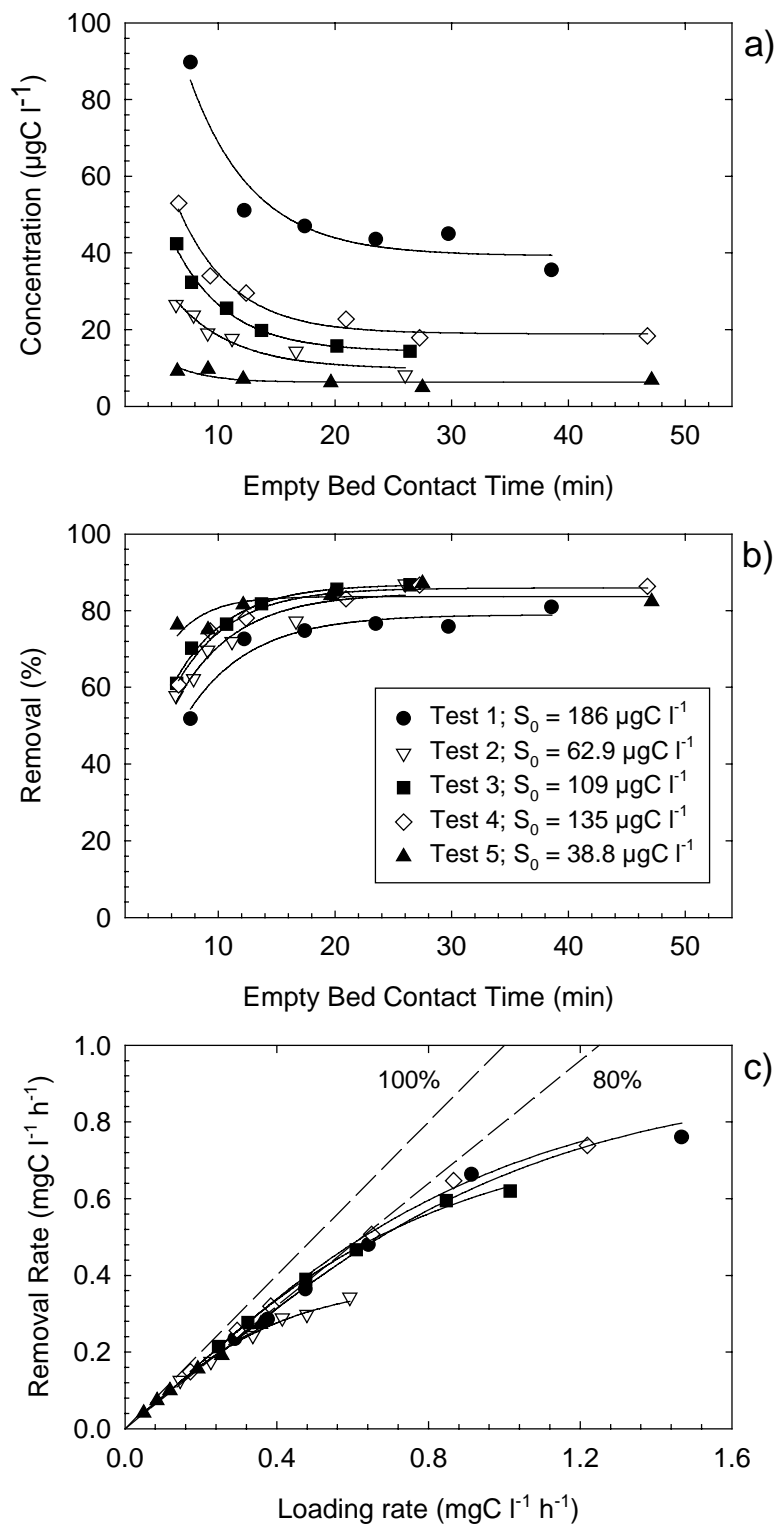 a)
100
80
60
40
20
0
Concentration (µgC l⁻¹)
10 20 30 40 50
Empty Bed Contact Time (min)
b)
100
80
60
40
20
0
Removal (%)
Test 1; S₀ = 186 µgC l⁻¹
Test 2; S₀ = 62.9 µgC l⁻¹
Test 3; S₀ = 109 µgC l⁻¹
Test 4; S₀ = 135 µgC l⁻¹
Test 5; S₀ = 38.8 µgC l⁻¹
10 20 30 40 50
Empty Bed Contact Time (min)
c)
1.0
0.8
0.6
0.4
0.2
0.0
Removal Rate (mgC l⁻¹ h⁻¹)
100% 80%
0.0 0.4 0.8 1.2 1.6
Loading rate (mgC l⁻¹ h⁻¹)